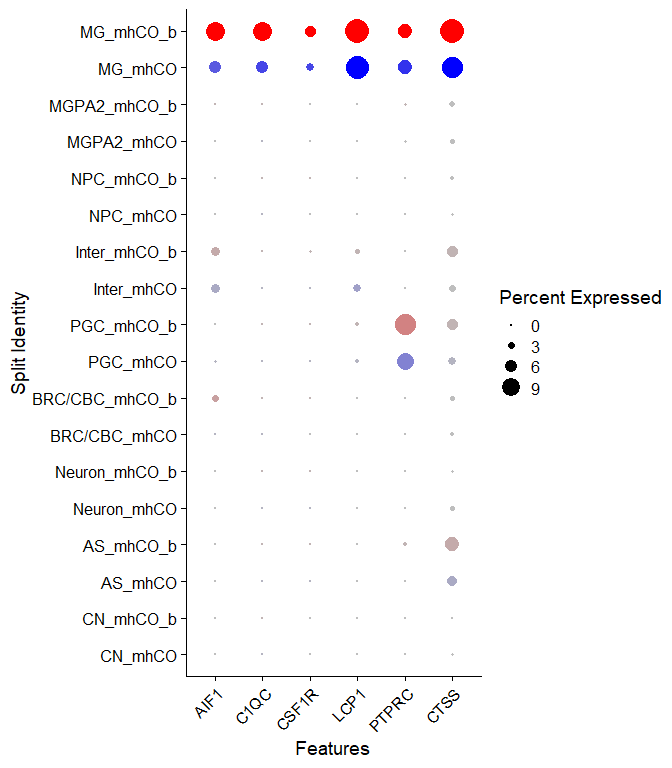 MG_mhCO_b
MG_mhCO
MGPA2_mhCO_b
MGPA2_mhCO
NPC_mhCO_b
NPC_mhCO
Inter_mhCO_b
Inter_mhCO
PGC_mhCO_b
PGC_mhCO
BRC/CBC_mhCO_b
BRC/CBC_mhCO
Neuron_mhCO_b
Neuron_mhCO
AS_mhCO_b
AS_mhCO
CN_mhCO_b
CN_mhCO
Split Identity
AIF1
C1QC
CSF1R
LCP1
PTPRC
CTSS
Features
Percent Expressed
0
3
6
9